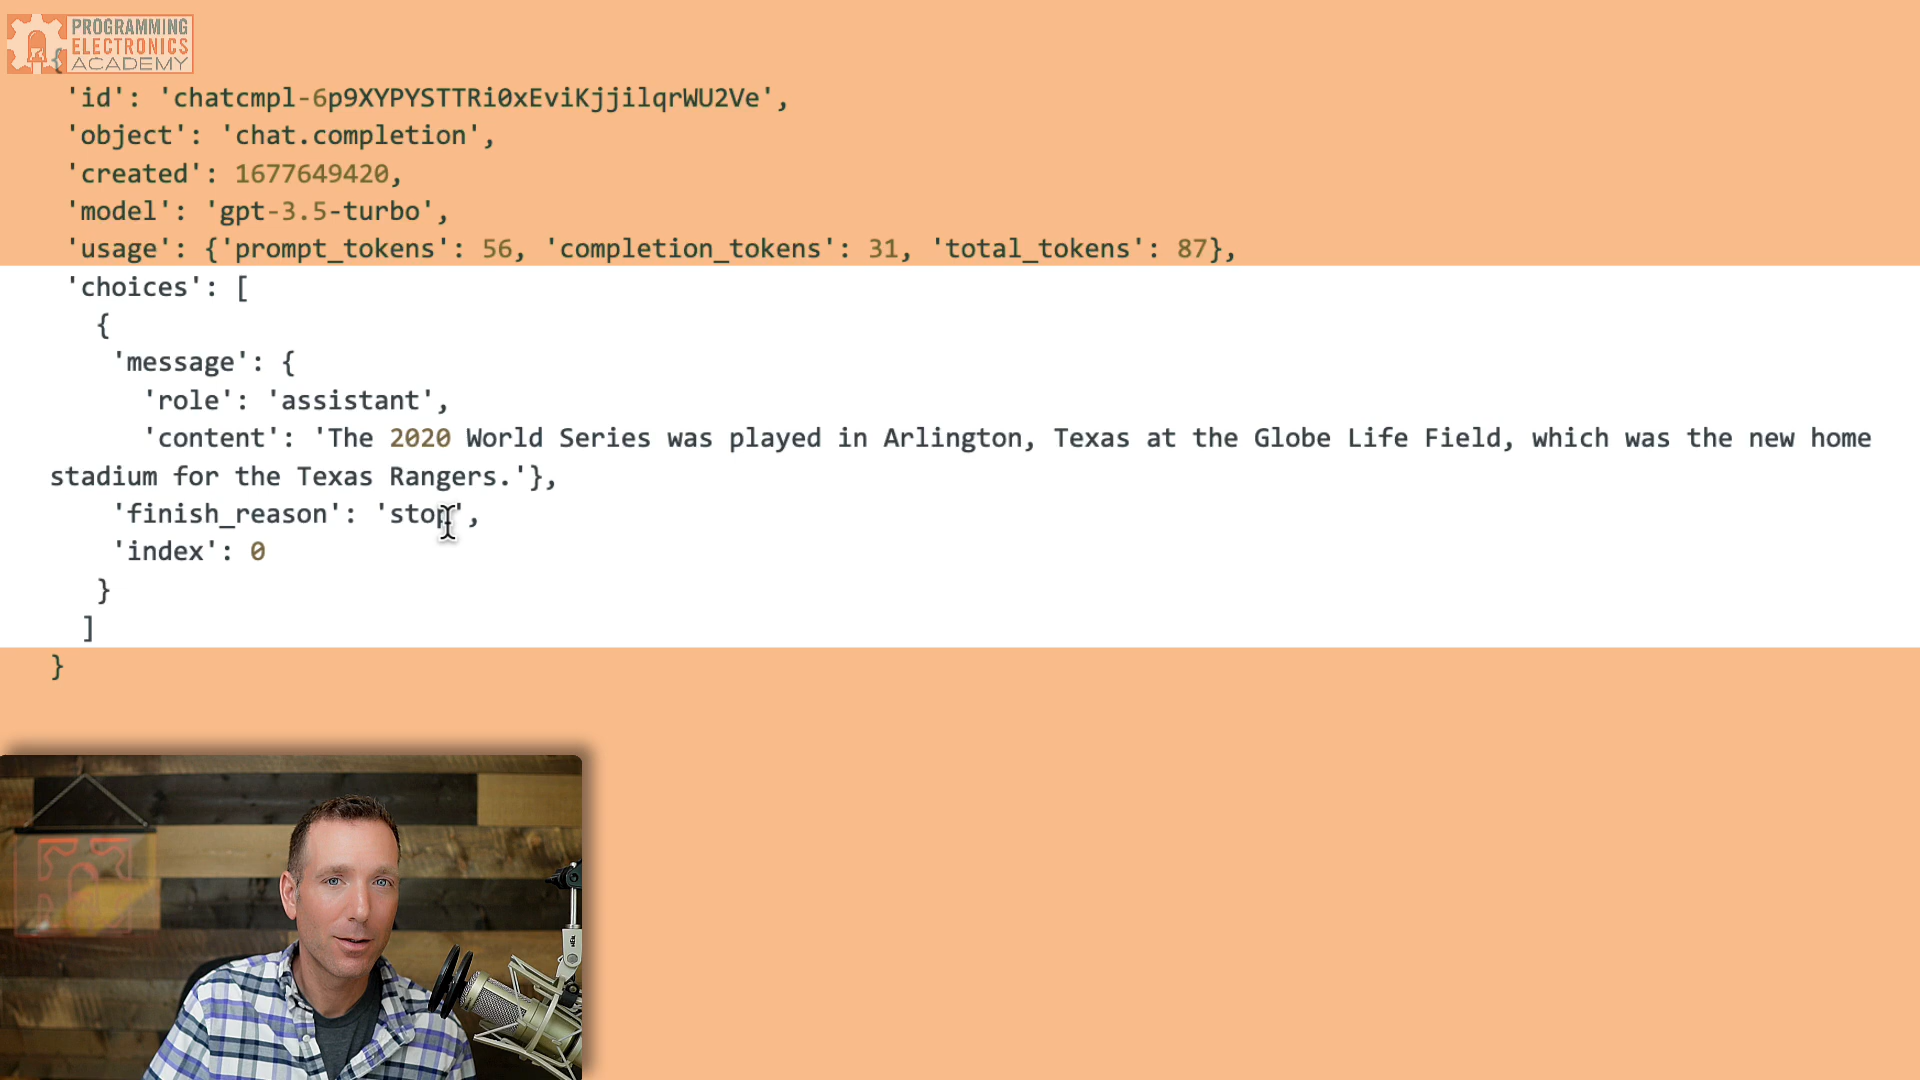 PROGRAMMING
ELECTRONICS
ACADEMY
{
'id': 'chatcmpl-6p9XYPYSTTRi0xEviKjjilqrWU2Ve',
'object': 'chat.completion',
'created': 1677649420,
'model': 'gpt-3.5-turbo',
'usage': {'prompt_tokens': 56, 'completion_tokens': 31, 'total_tokens': 87},
'choices': [
{
'message': {
'role': 'assistant',
'content': 'The 2020 World Series was played in Arlington, Texas at the Globe Life Field, which was the new home
stadium for the Texas Rangers.'},
'finish_reason': 'stop',
'index': 0
}
]
}